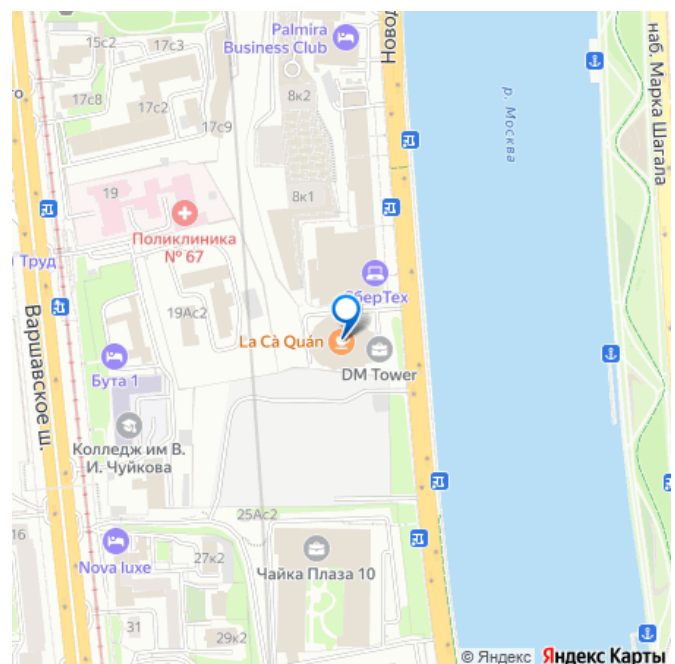 15с2
17с3
Palmira
Business Club
Новод
наб. Марка Шагала
17с8
17с2
8к2
го
17с9
р. Москва
19
8к1
Поликлиника
№ 67
Труд
СберТех
19Ас2
La Cà Quán
DM Tower
Варшавское ш.
Бута 1
Колледж им В.
И. Чуйкова
25Ас2
16
Nova luxe
27к2
Чайка Плаза 10
31
29к2
© Яндекс Яндекс Карты